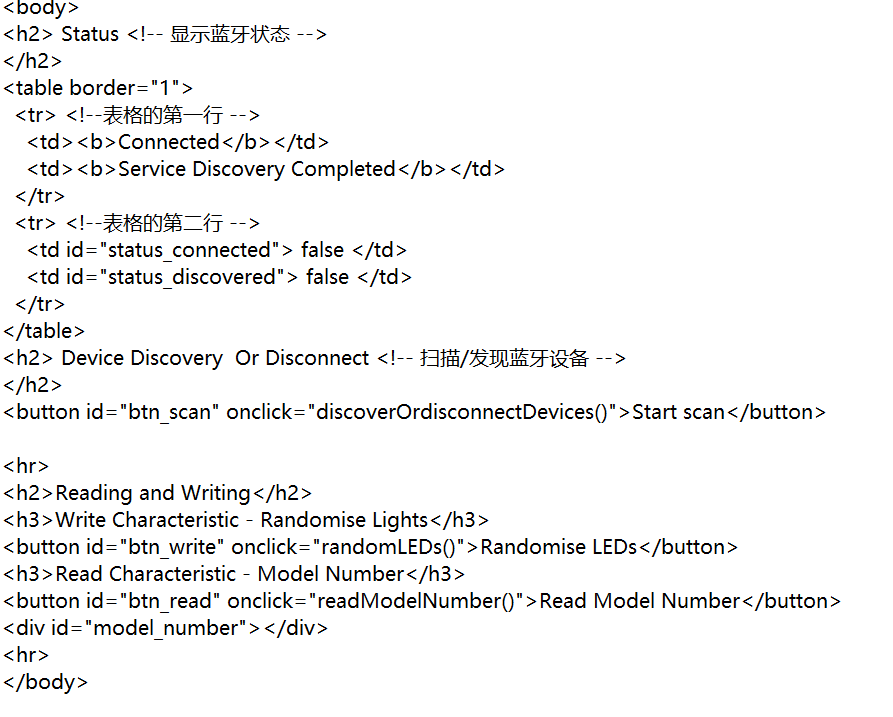 <body>
<h2> Status <!-- 显示蓝牙状态 -->
</h2>
<table border="1">
  <tr> <!--表格的第一行 -->
    <td><b>Connected</b></td>
    <td><b>Service Discovery Completed</b></td>
  </tr>
  <tr> <!--表格的第二行 -->
    <td id="status_connected"> false </td>
    <td id="status_discovered"> false </td>
  </tr>
</table>
<h2> Device Discovery  Or Disconnect <!-- 扫描/发现蓝牙设备 -->
</h2>
<button id="btn_scan" onclick="discoverOrdisconnectDevices()">Start scan</button>

<hr>
<h2>Reading and Writing</h2>
<h3>Write Characteristic - Randomise Lights</h3>
<button id="btn_write" onclick="randomLEDs()">Randomise LEDs</button>
<h3>Read Characteristic - Model Number</h3>
<button id="btn_read" onclick="readModelNumber()">Read Model Number</button>
<div id="model_number"></div>
<hr>
</body>